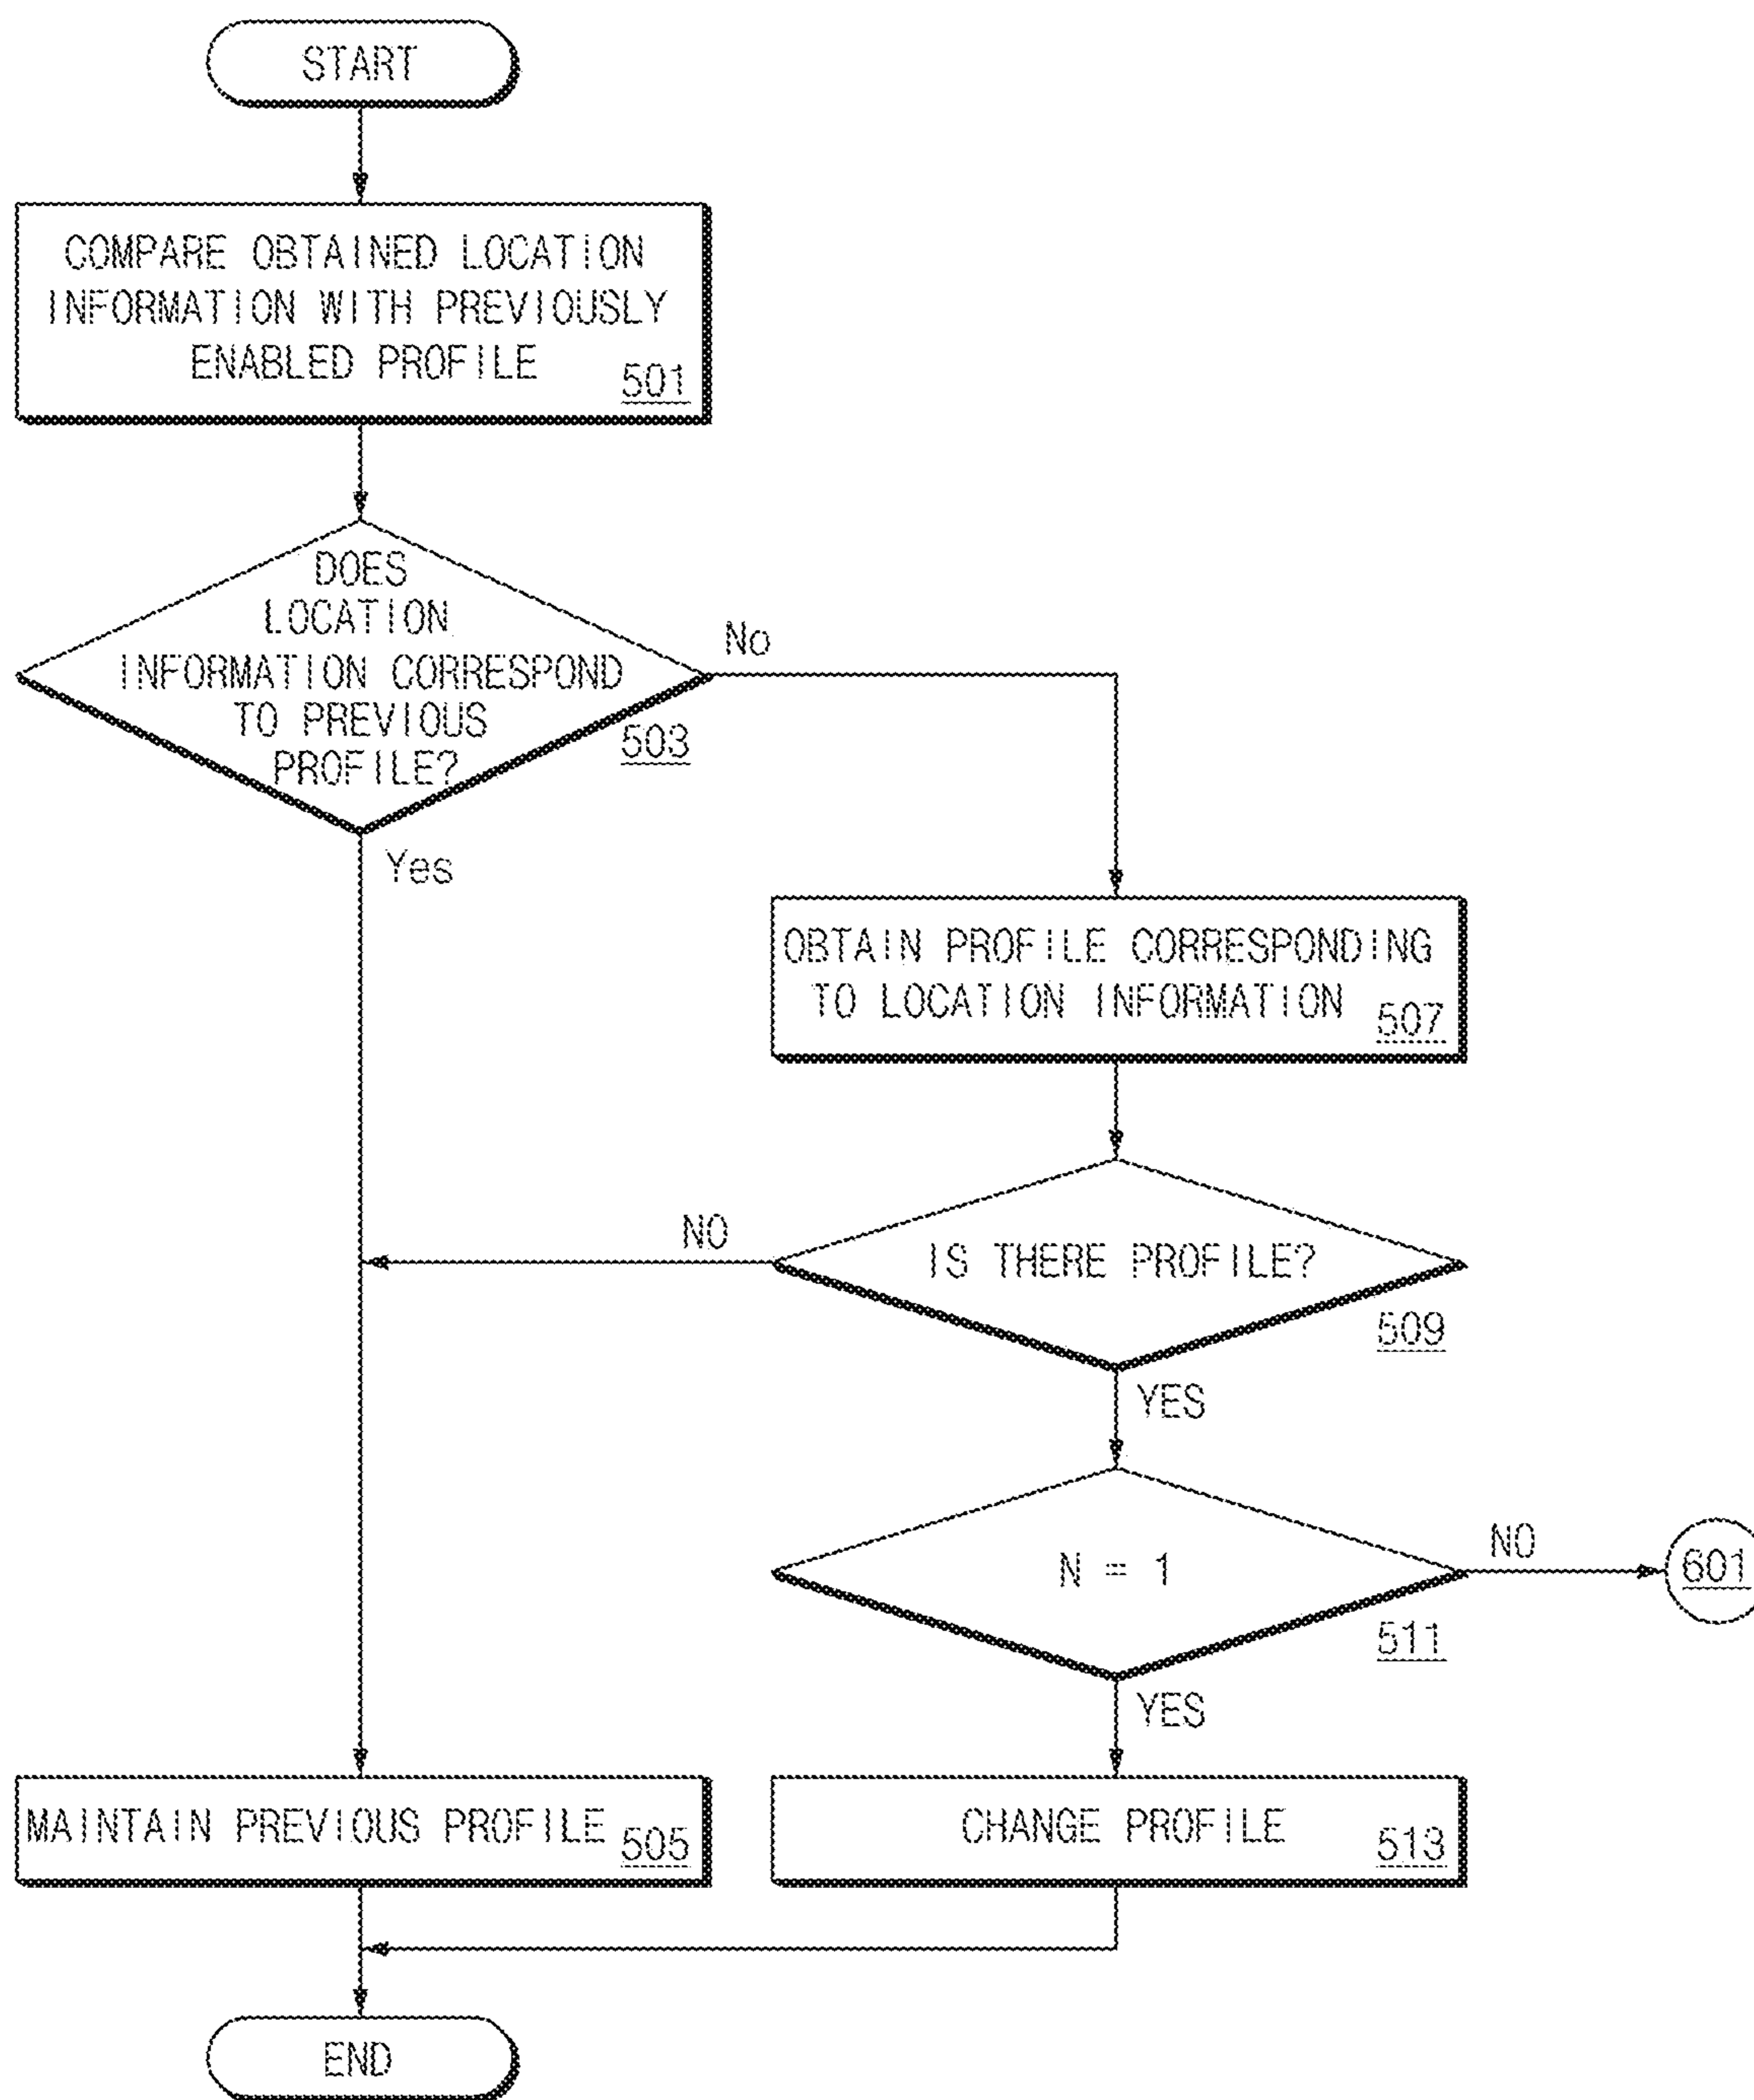 START
COMPARE OBTAINED LOCATION
INFORMATION WITH PREVIOUSLY
ENABLED PROFILE
501
DOES
LOCATION
INFORMATION CORRESPOND
TO PREVIOUS
PROFILE?
503
No
Yes
OBTAIN PROFILE CORRESPONDING
TO LOCATION INFORMATION
507
NO
IS THERE PROFILE?
509
YES
N = 1
511
NO
601
YES
MAINTAIN PREVIOUS PROFILE
505
CHANGE PROFILE
513
END